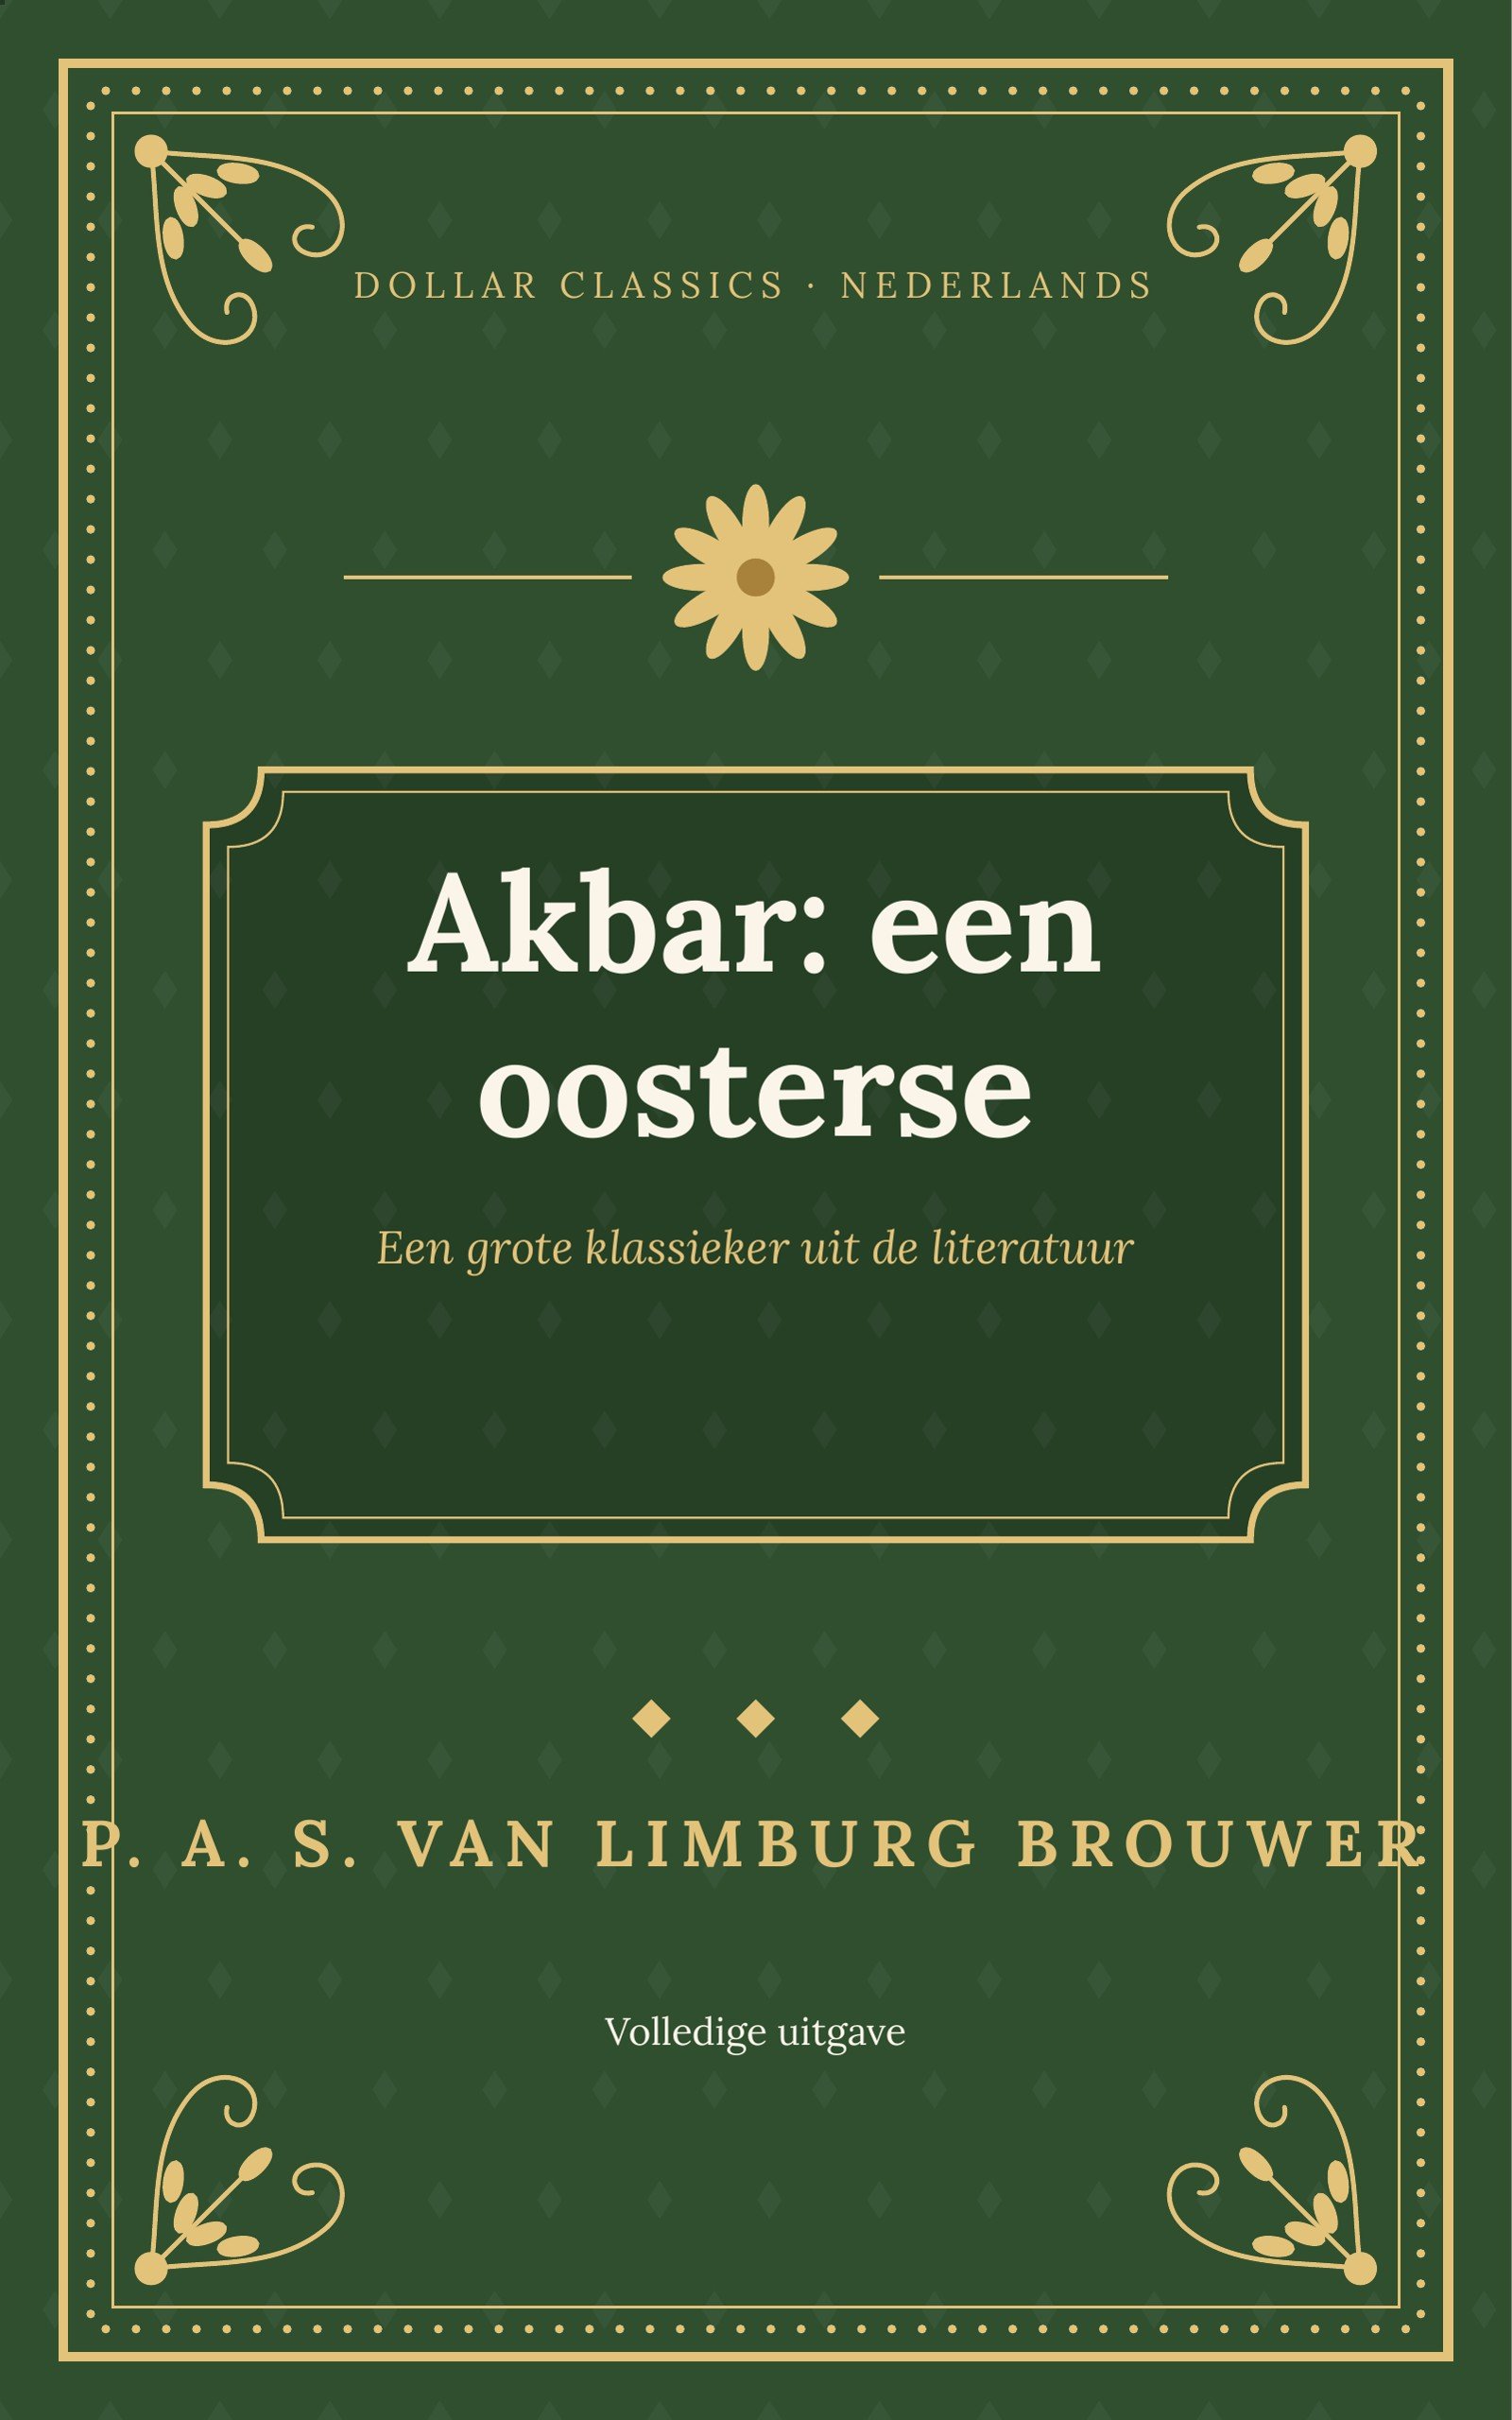 DOLLAR CLASSICS · NEDERLANDS
Akbar: een
oosterse
Een grote klassieker uit de literatuur
P. A. S. VAN LIMBURG BROUWER
Volledige uitgave